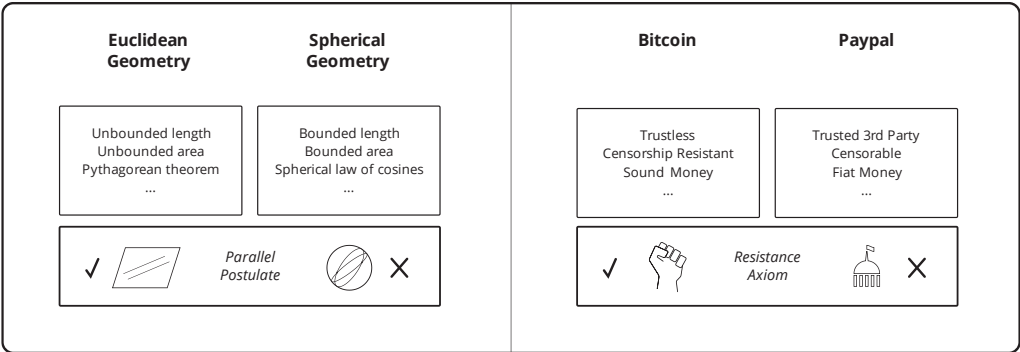 Euclidean
Geometry
Spherical
Geometry
Unbounded length
Unbounded area
Pythagorean theorem
...
Bounded length
Bounded area
Spherical law of cosines
...
Parallel
Postulate
Bitcoin
Paypal
Trustless
Censorship Resistant
Sound Money
...
Trusted 3rd Party
Censorable
Fiat Money
...
Resistance
Axiom